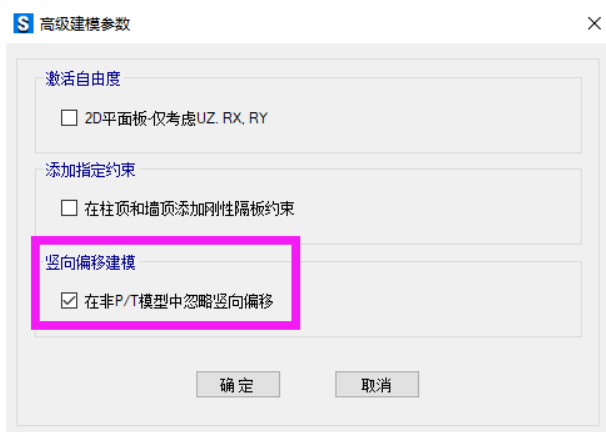 S 高级建模参数
激活自由度
2D平面板-仅考虑UZ. RX, RY
添加指定约束
在柱顶和墙顶添加刚性隔板约束
竖向偏移建模
在非P/T模型中忽略竖向偏移
确定 取消